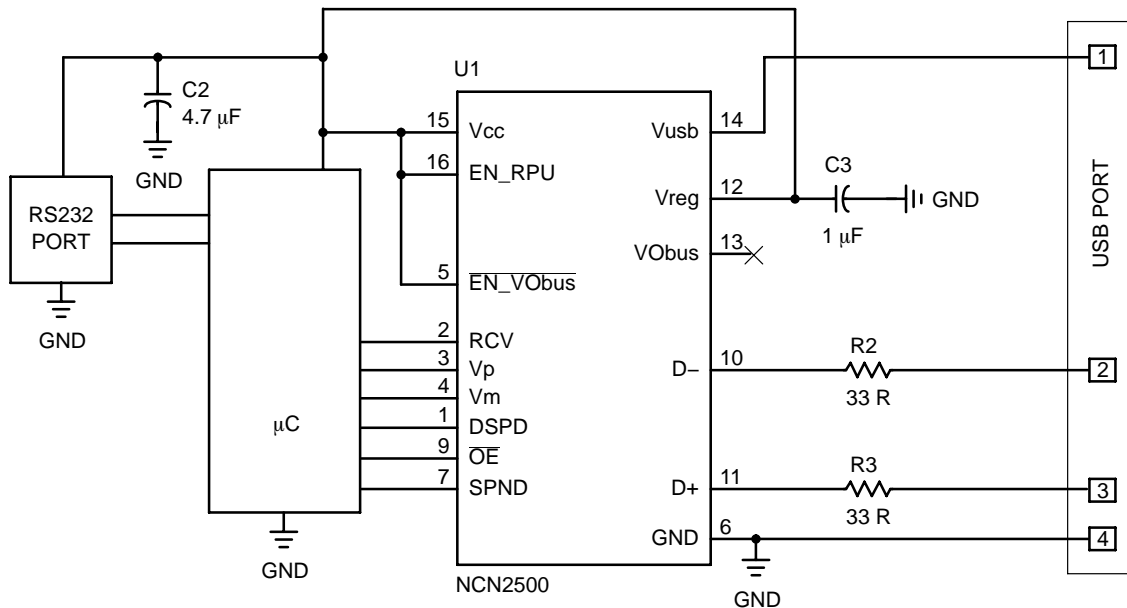 U1
C2
4.7 μF
GND
RS232
PORT
GND
μC
GND
15
Vcc
16
EN_RPU
5
EN_VObus
2
RCV
3
Vp
4
Vm
1
DSPD
9
OE
7
SPND
NCN2500
Vusb
14
Vreg
12
VObus
13
D−
10
D+
11
GND
6
GND
C3
1 μF
GND
R2
33 R
R3
33 R
USB PORT
1
2
3
4